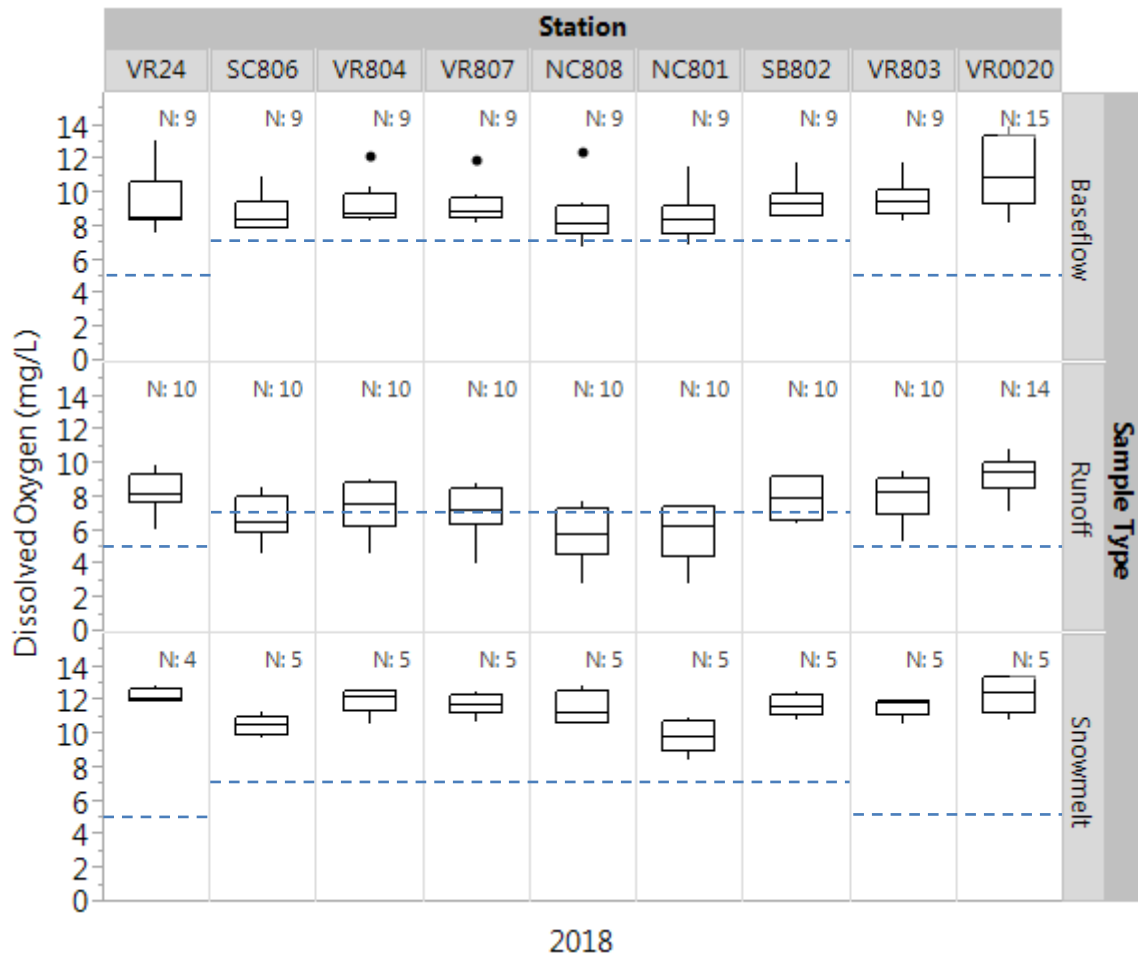 Station
VR24 SC806 VR804 VR807 NC808 NC801 SB802 VR803 VR0020
N: 9 N: 9 N: 9 N: 9 N: 9 N: 9 N: 9 N: 9 N: 15
14
12
10
8
6
4
2
0
Baseflow
N: 10 N: 10 N: 10 N: 10 N: 10 N: 10 N: 10 N: 10 N: 14
14
12
10
8
6
4
2
0
Runoff
N: 4 N: 5 N: 5 N: 5 N: 5 N: 5 N: 5 N: 5 N: 5
14
12
10
8
6
4
2
0
Snowmelt
Dissolved Oxygen (mg/L)
Sample Type
2018